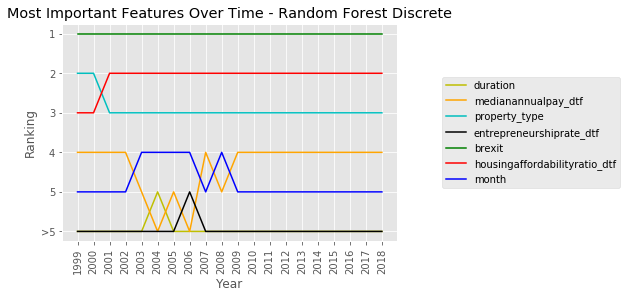 Most Important Features Over Time - Random Forest Discrete
Ranking
1
2
3
4
5
>5
1999
2000
2001
2002
2003
2004
2005
2006
2007
2008
2009
2010
2011
2012
2013
2014
2015
2016
2017
2018
Year
duration
medianannualpay_dtf
property_type
entrepreneurshiprate_dtf
brexit
housingaffordabilityratio_dtf
month